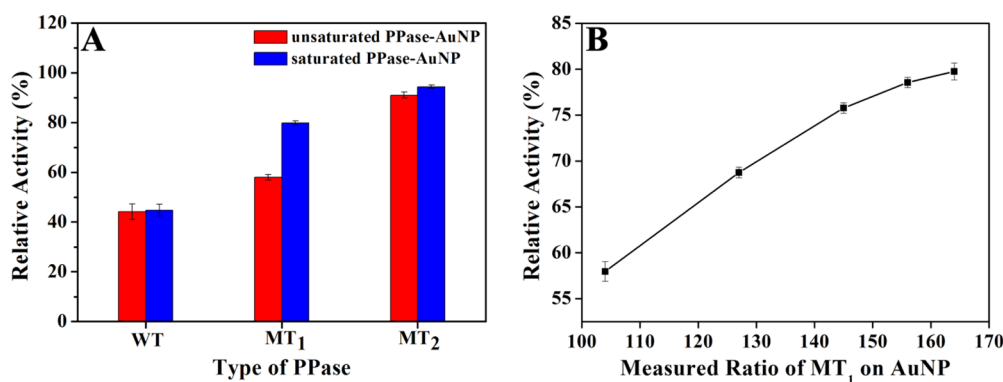 A
unsaturated PPase-AuNP
saturated PPase-AuNP
Relative Activity (%)
120
100
80
60
40
20
0
WT
MT1
MT2
Type of PPase
B
Relative Activity (%)
85
80
75
70
65
60
55
100
110
120
130
140
150
160
170
Measured Ratio of MT1 on AuNP